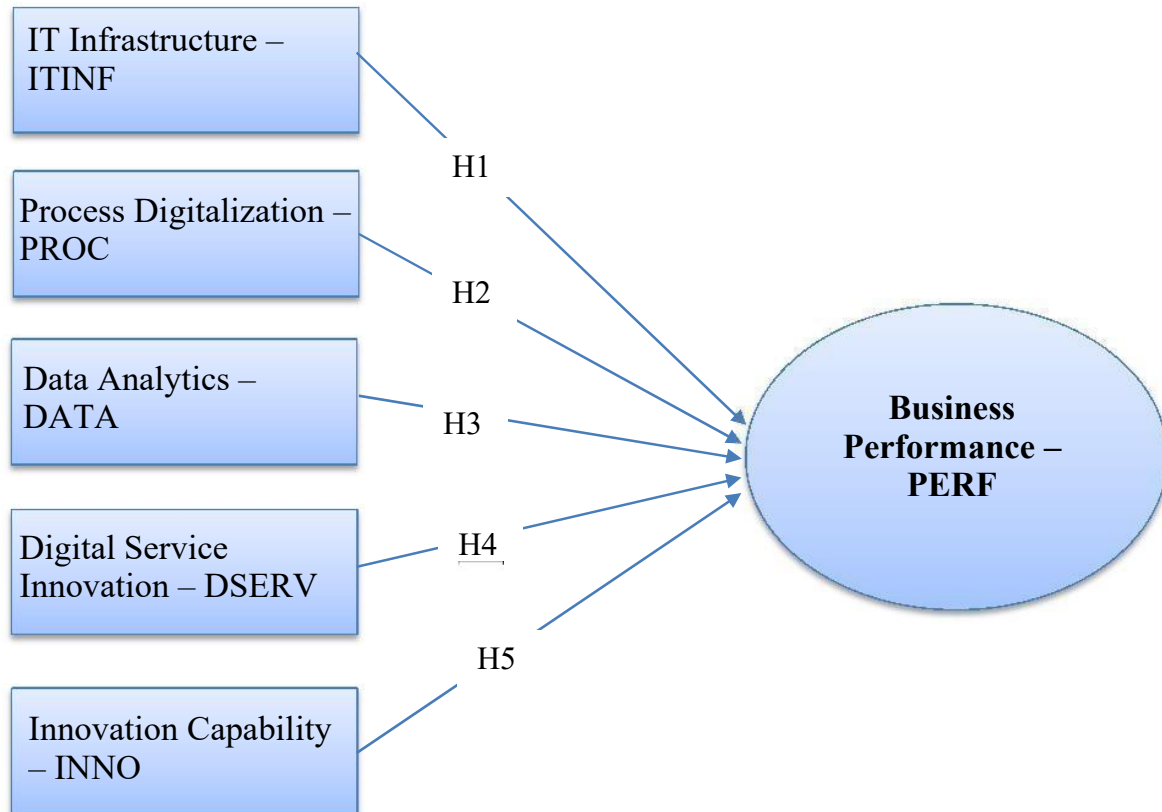 IT Infrastructure –
ITINF
H1
Process Digitalization –
PROC
H2
Data Analytics –
DATA
H3
Business
Performance –
PERF
Digital Service
Innovation – DSERV
H4
H5
Innovation Capability
– INNO